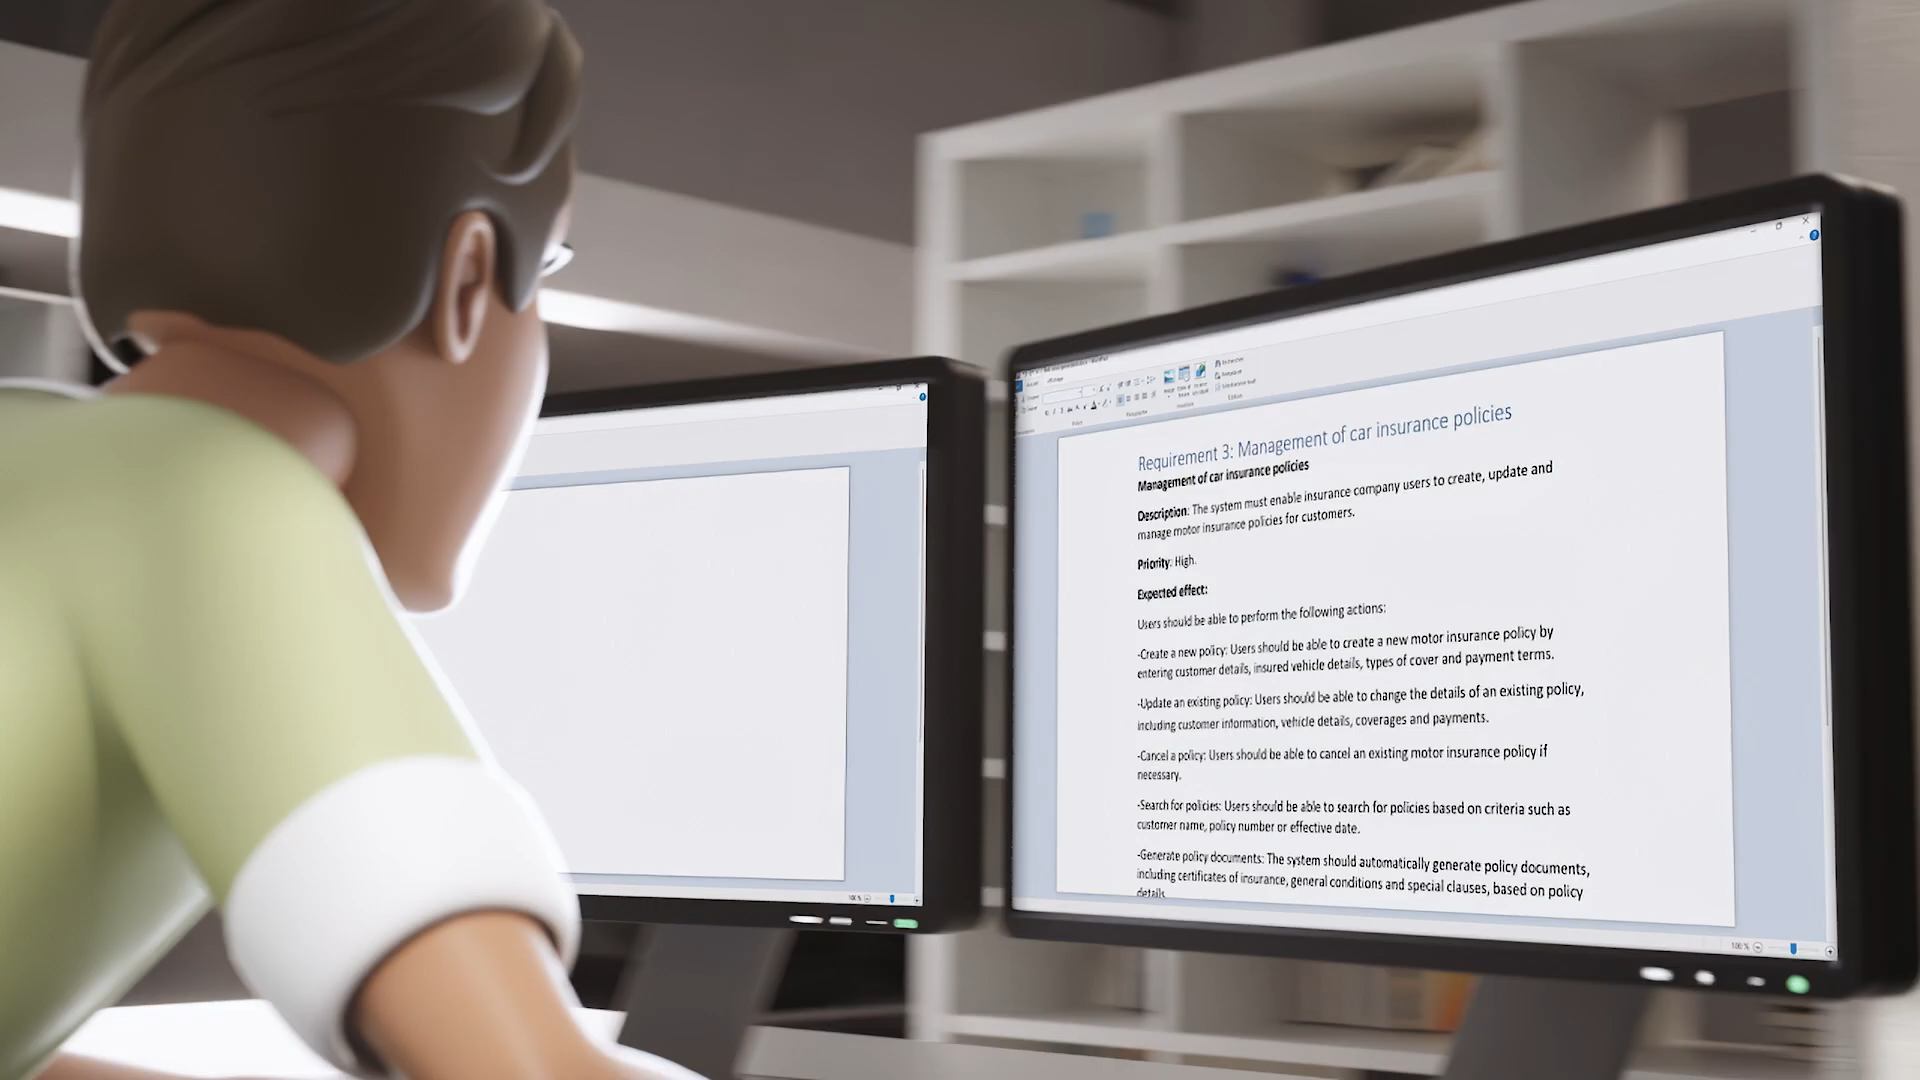 Requirement 3: Management of car insurance policies
Management of car insurance policies
Description: The system must enable insurance company users to create, update and
manage motor insurance policies for customers.
Priority: High.
Expected effect:
Users should be able to perform the following actions:
-Create a new policy: Users should be able to create a new motor insurance policy by
entering customer details, insured vehicle details, types of cover and payment terms.
-Update an existing policy: Users should be able to change the details of an existing policy,
including customer information, vehicle details, coverages and payments.
-Cancel a policy: Users should be able to cancel an existing motor insurance policy if
necessary.
-Search for policies: Users should be able to search for policies based on criteria such as
customer name, policy number or effective date.
-Generate policy documents: The system should automatically generate policy documents,
including certificates of insurance, general conditions and special clauses, based on policy
details.
100 %
100 %